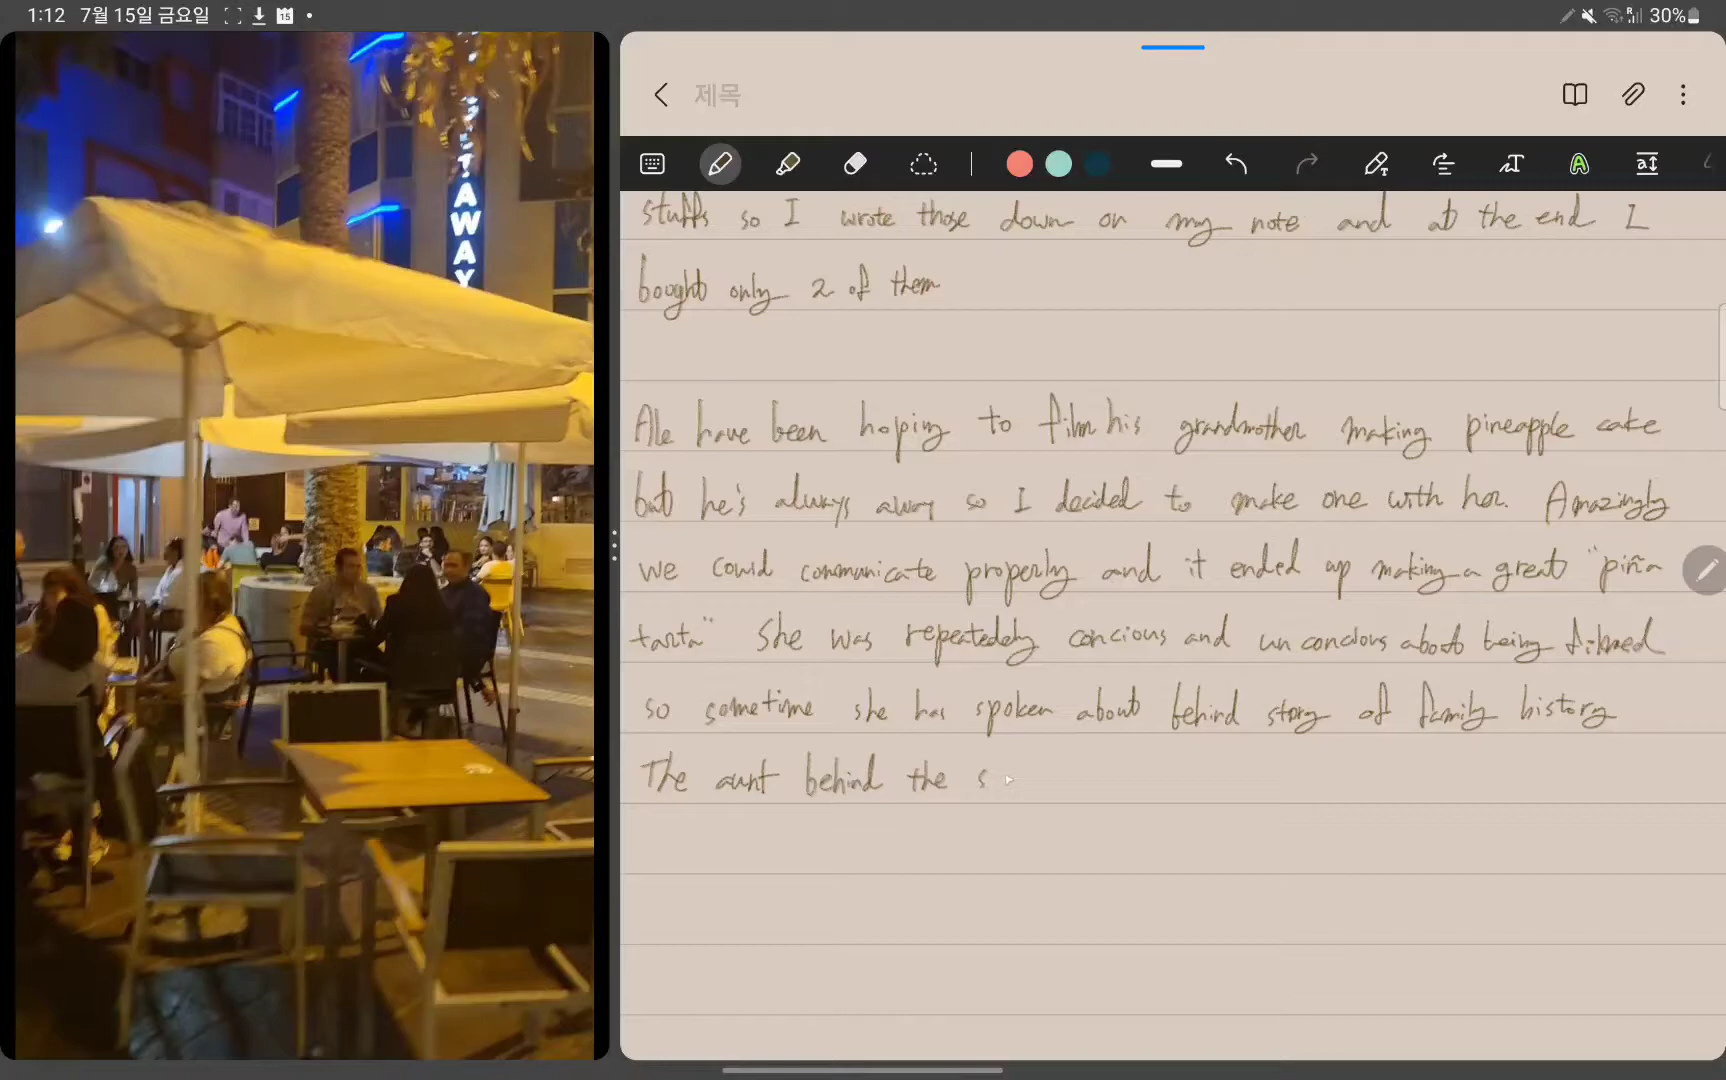 1:12 7월 15일 금요일 15 R 30%
제목
AWAY
stuffs so I wrote those down on my note and at the end I
bought only 2 of them
Ale have been hoping to film his grandmother making pineapple cake
but he's always away so I decided to make one with her. Amazingly
we could communicate properly and it ended up making a great "piña
tarta" She was repeatedely concious and unconcious about being filmed
so sometime she has spoken about behind story of family history
The aunt behind the s